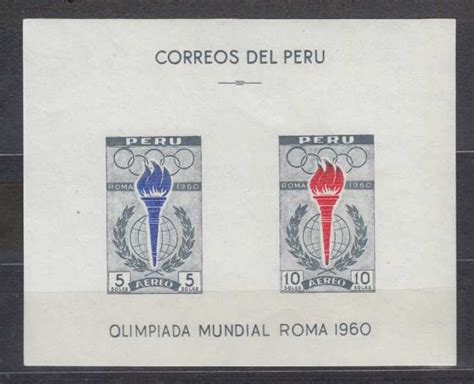 CORREOS DEL PERU
PERU
ROMA 1960
5 5
SOLES AEREO SOLES
PERU
ROMA 1960
10 10
SOLES AEREO SOLES
OLIMPIADA MUNDIAL ROMA 1960